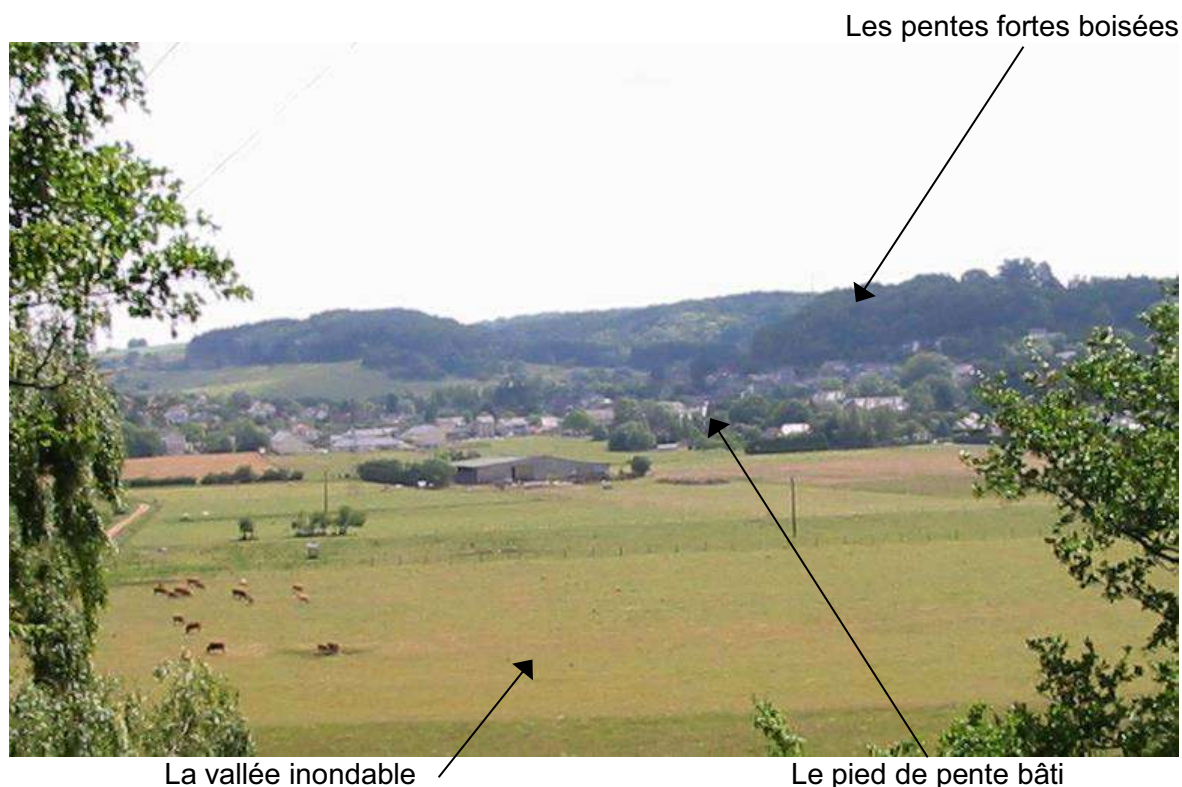 Les pentes fortes boisées
La vallée inondable
Le pied de pente bâti